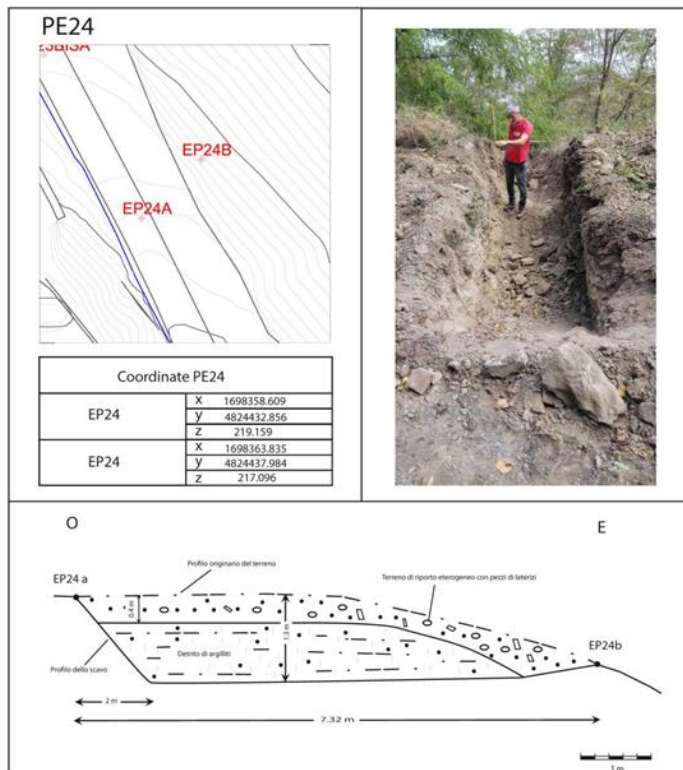 PE24
23BISA
EP24B
EP24A
Coordinate PE24
EP24
x 1698358.609
y 4824432.856
z 219.159
EP24
x 1698363.835
y 4824437.984
z 217.096
O
E
EP24 a
Profilo originario del terreno
Terreno di riporto eterogeneo con pezzi di laterizi
0.4 m
1.3 m
EP24b
Detrito di argilliti
Profilo dello scavo
2 m
7.32 m
1 m